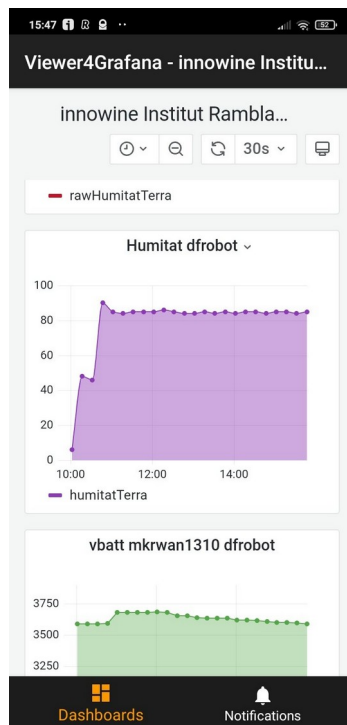 15:47
52
Viewer4Grafana - innowine Institu...
innowine Institut Rambla...
30s
rawHumitatTerra
Humitat dfrobot
100
80
60
40
20
0
10:00 12:00 14:00
humitatTerra
vbatt mkrwan1310 dfrobot
3750
3500
3250
Dashboards Notifications